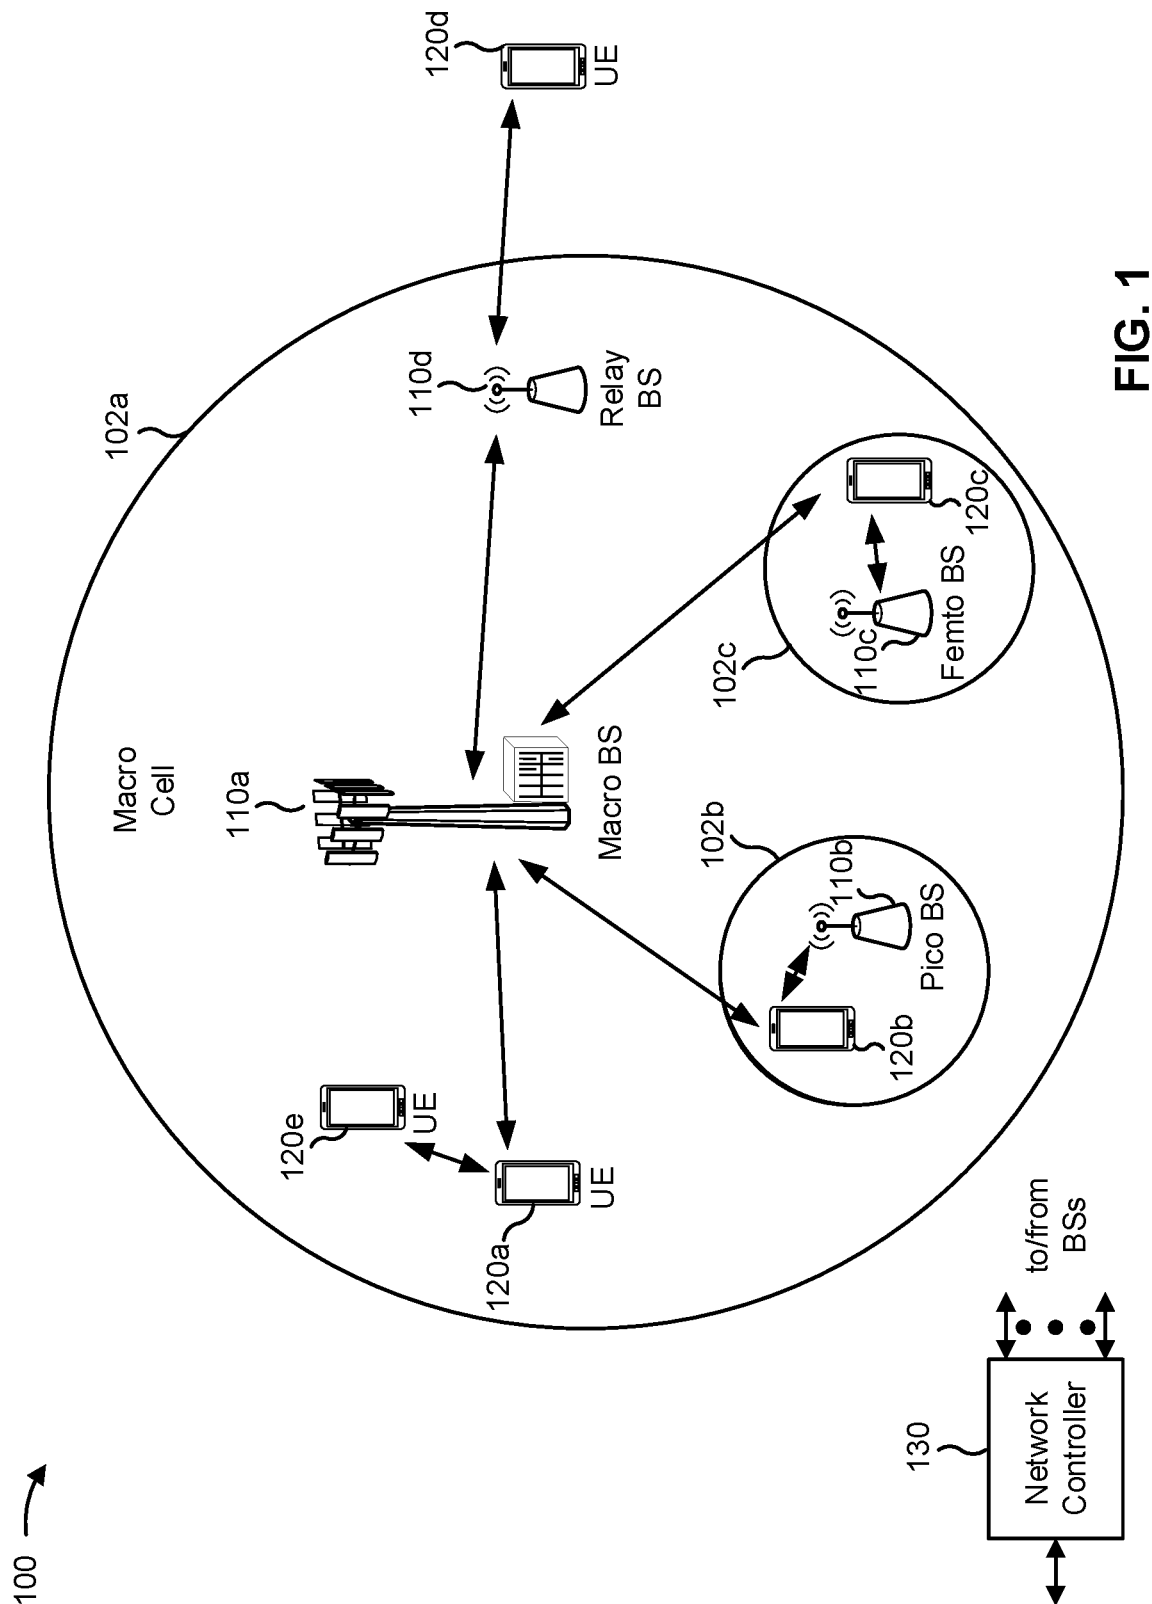 100
102a
Macro
Cell
110a
120e
UE
120a
UE
Macro BS
110d
Relay
BS
120d
UE
102b
120b
110b
Pico BS
102c
110c
Femto BS
120c
130
Network
Controller
to/from
BSs
FIG. 1